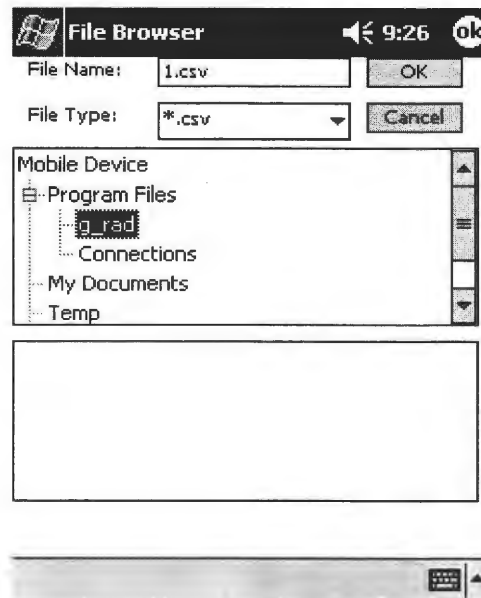 File Browser 9:26 ok
File Name: 1.csv OK
File Type: *.csv Cancel
Mobile Device
Program Files
g_rad
Connections
My Documents
Temp